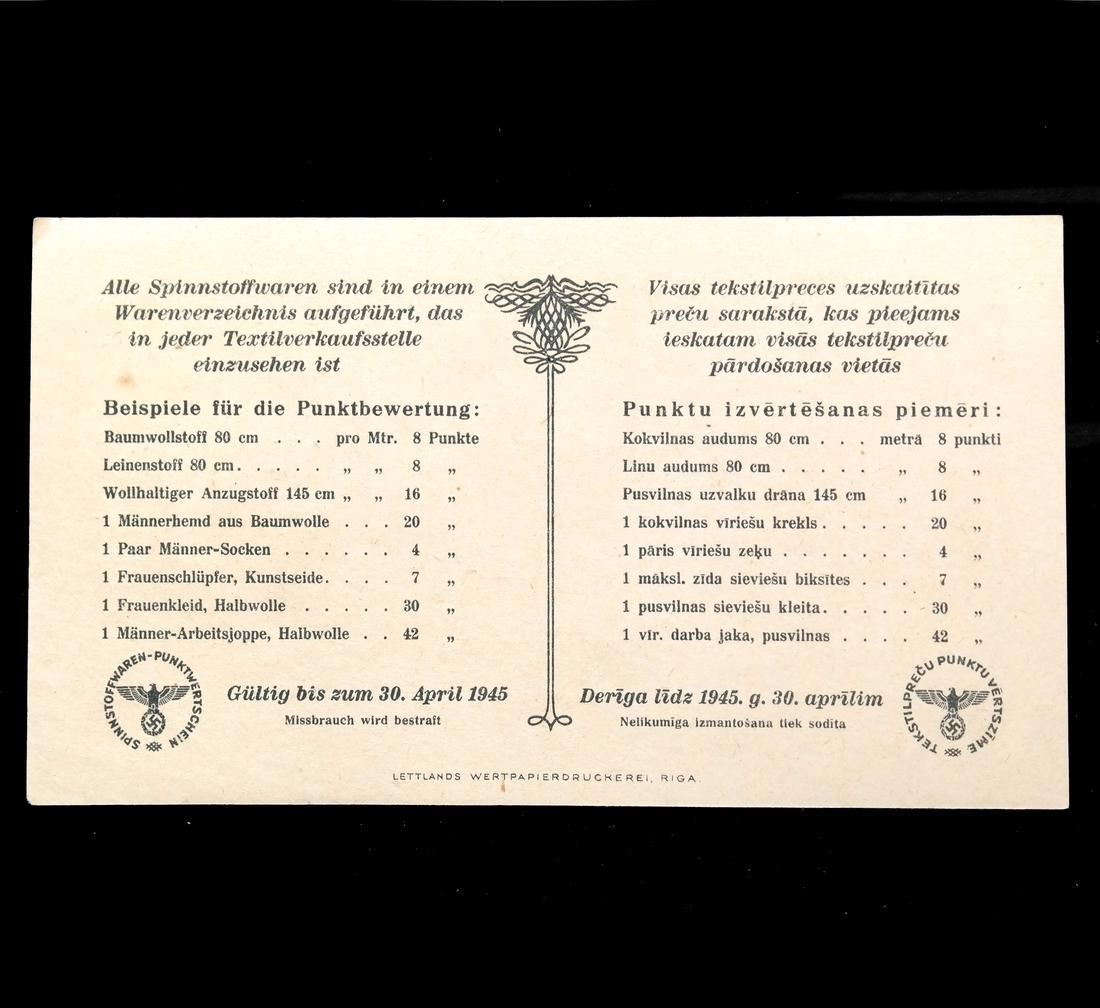 Alle Spinnstoffwaren sind in einem
Warenverzeichnis aufgeführt, das
in jeder Textilverkaufsstelle
einzusehen ist
Beispiele für die Punktbewertung:
Baumwollstoff 80 cm . . . pro Mtr. 8 Punkte
Leinenstoff 80 cm. . . . . „ „ 8 „
Wollhaltiger Anzugstoff 145 cm „ „ 16 „
1 Männerhemd aus Baumwolle . . . 20 „
1 Paar Männer-Socken . . . . . . 4 „
1 Frauenschlüpfer, Kunstseide. . . . 7 „
1 Frauenkleid, Halbwolle . . . . . 30 „
1 Männer-Arbeitsjoppe, Halbwolle . . 42 „
SPINNSTOFFWAREN-PUNKTWERTSCHEIN
Gültig bis zum 30. April 1945
Missbrauch wird bestraft
Visas tekstilpreces uzskaitītas
preču sarakstā, kas pieejams
ieskatam visās tekstilpreču
pārdošanas vietās
Punktu izvērtēšanas piemēri:
Kokvilnas audums 80 cm . . . metrā 8 punkti
Linu audums 80 cm . . . . . „ 8 „
Pusvilnas uzvalku drāna 145 cm „ 16 „
1 kokvilnas vīriešu krekls. . . . . 20 „
1 pāris vīriešu zeķu . . . . . . . 4 „
1 māksl. zīda sieviešu biksītes . . . 7 „
1 pusvilnas sieviešu kleita. . . . . 30 „
1 vīr. darba jaka, pusvilnas . . . . 42 „
Derīga līdz 1945. g. 30. aprīlim
Nelikumīga izmantošana tiek sodīta
TEKSTILPREČU PUNKTU VĒRTSZĪME
LETTLANDS WERTPAPIERDRUCKEREI, RIGA.